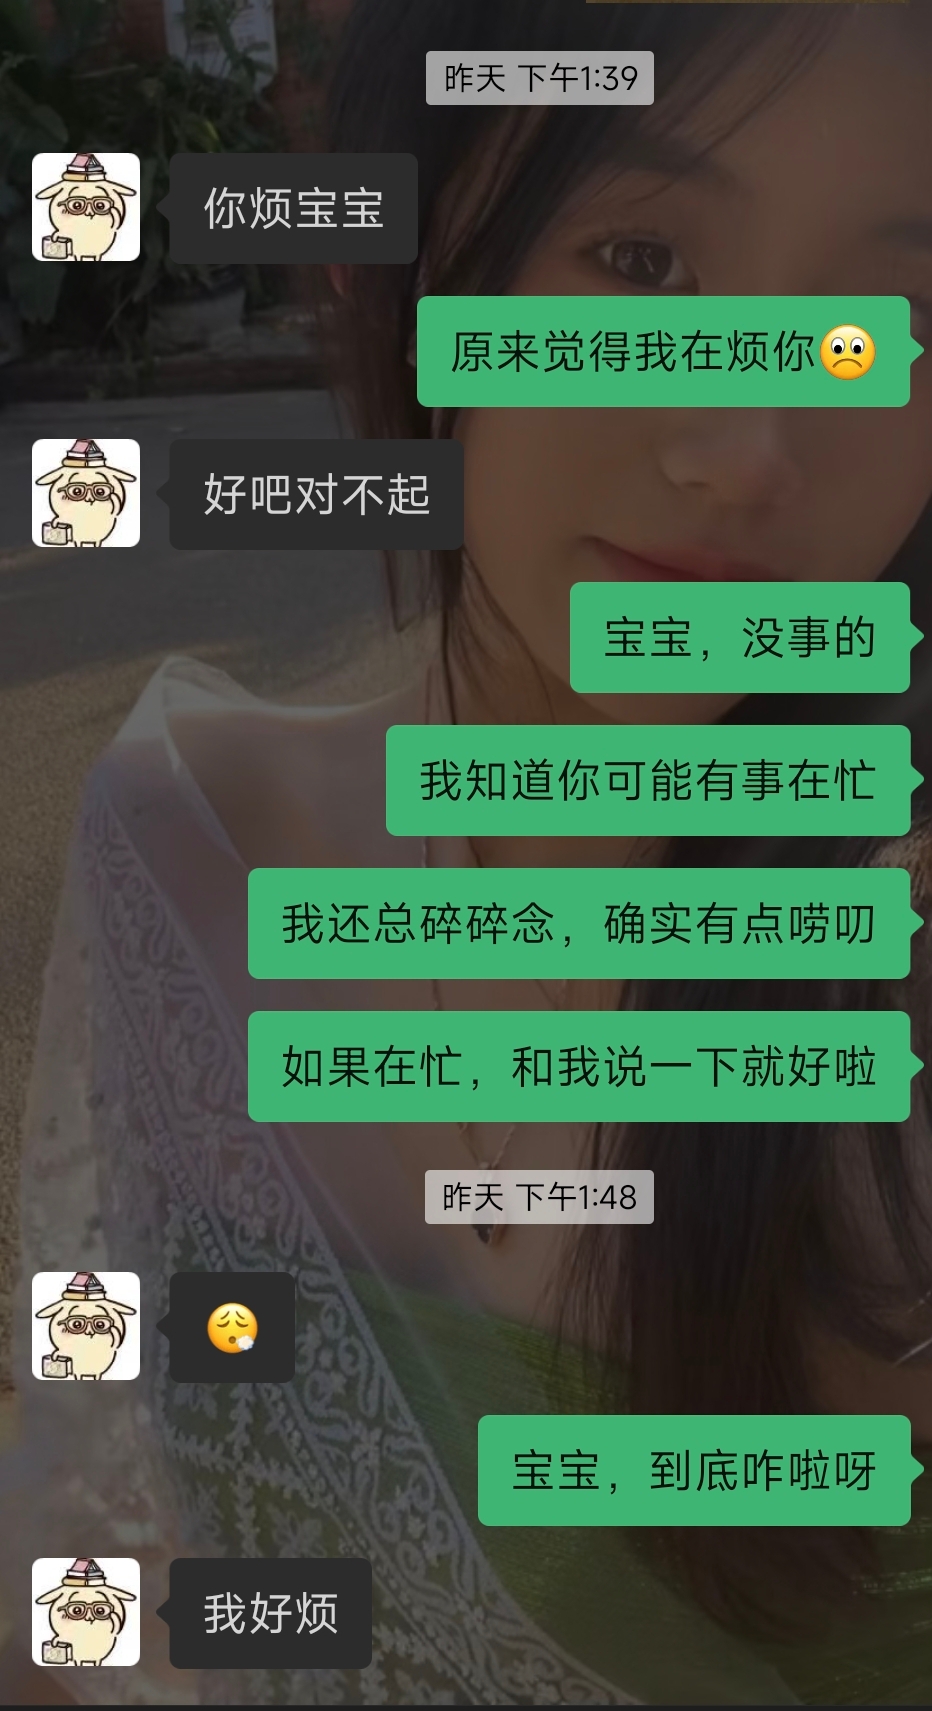 昨天 下午1:39
你烦宝宝
原来觉得我在烦你🙁
好吧对不起
宝宝，没事的
我知道你可能有事在忙
我还总碎碎念，确实有点唠叨
如果在忙，和我说一下就好啦
昨天 下午1:48
😮‍💨
宝宝，到底咋啦呀
我好烦